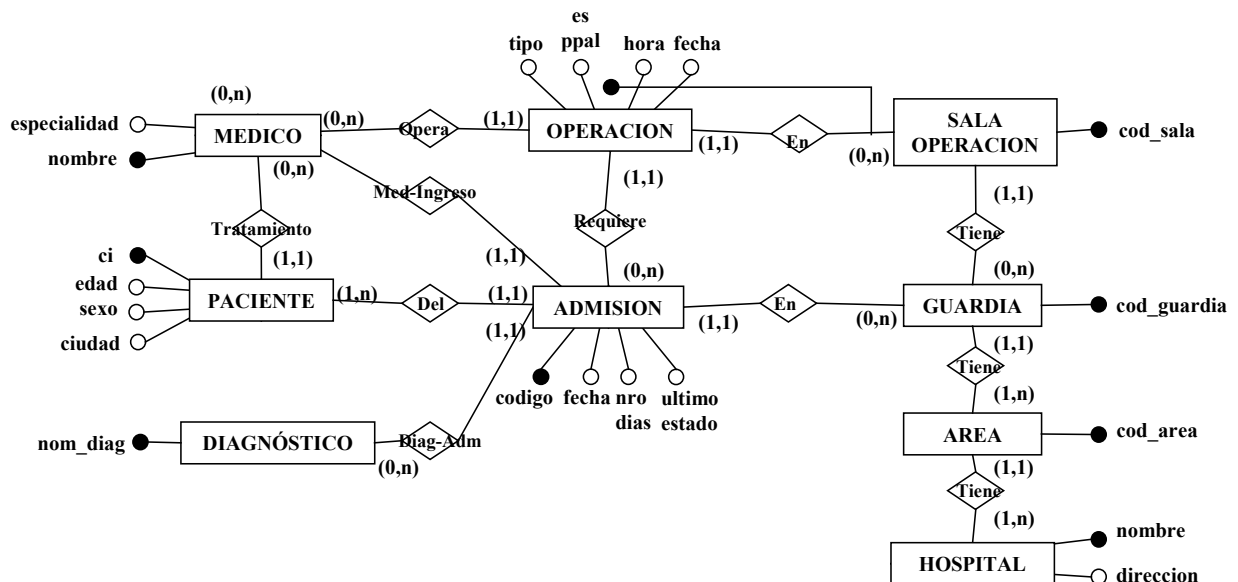 es
ppal
tipo
hora
fecha
(0,n)
especialidad
MEDICO
(0,n)
Opera
(1,1)
OPERACION
(1,1)
En
(0,n)
SALA
OPERACION
cod_sala
nombre
(0,n)
Med-Ingreso
(1,1)
Requiere
(1,1)
Tiene
Tratamiento
ci
(1,1)
(1,1)
(0,n)
(0,n)
edad
sexo
ciudad
PACIENTE
(1,n)
Del
(1,1)
(1,1)
ADMISION
(1,1)
En
(0,n)
GUARDIA
cod_guardia
(1,1)
Tiene
(1,n)
codigo
fecha
nro
dias
ultimo
estado
nom_diag
DIAGNÓSTICO
(0,n)
Diag-Adm
AREA
cod_area
(1,1)
Tiene
(1,n)
HOSPITAL
nombre
direccion